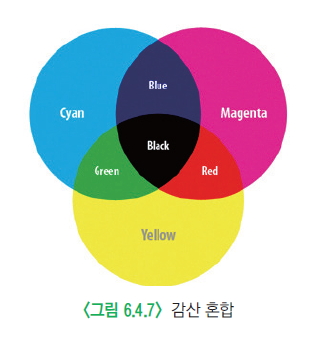 Blue
Cyan
Magenta
Black
Green
Red
Yellow
<그림 6.4.7> 감산 혼합